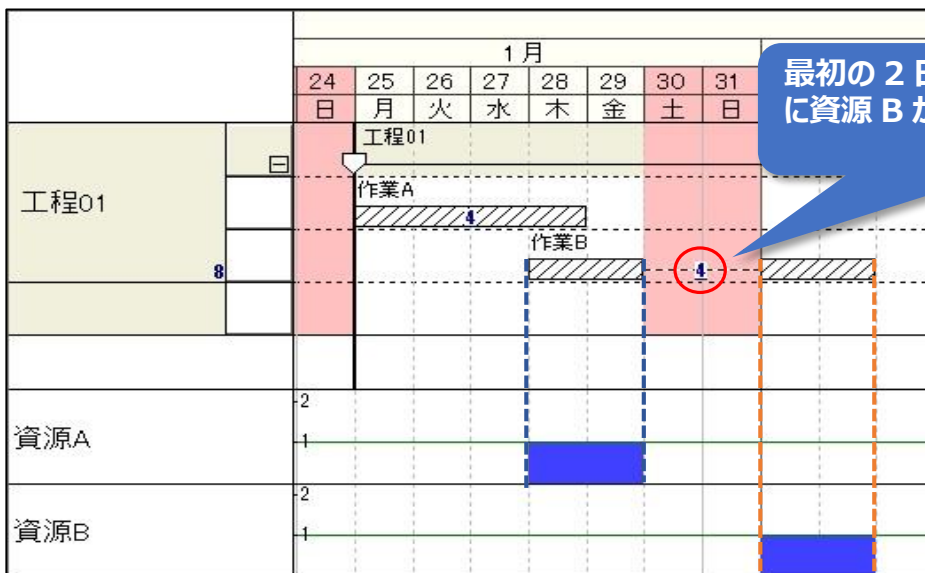 1月
24 25 26 27 28 29 30 31
日 月 火 水 木 金 土 日
最初の 2 日
に資源 B が
工程01
工程01
作業A
4
作業B
8
4
2
資源A
1
2
資源B
1